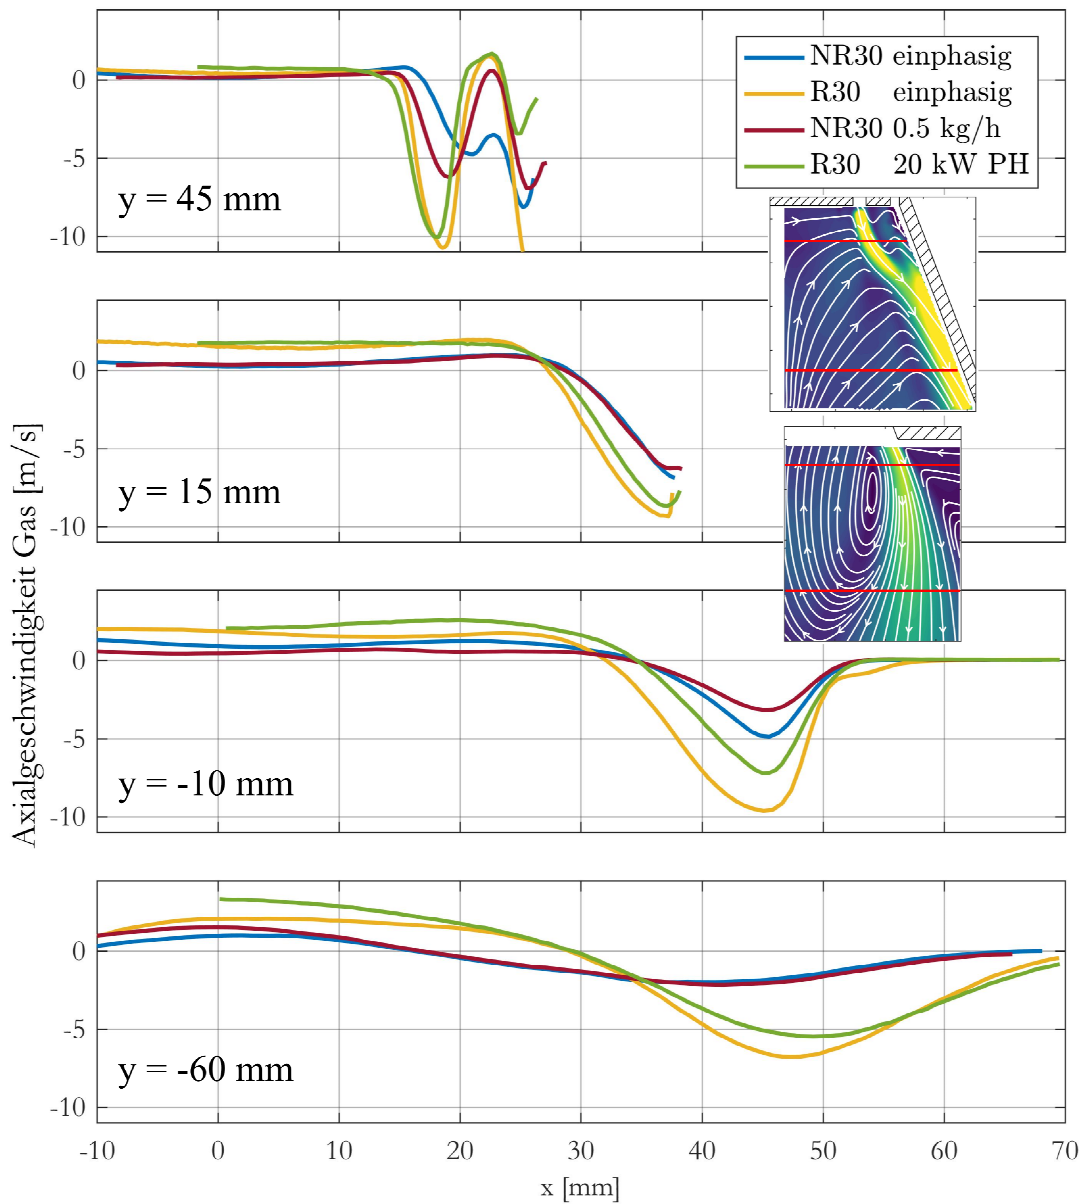 0
-5
-10
y = 45 mm
NR30 einphasig
R30 einphasig
NR30 0.5 kg/h
R30 20 kW PH
0
-5
-10
y = 15 mm
Axialgeschwindigkeit Gas [m/s]
0
-5
-10
y = -10 mm
0
-5
-10
y = -60 mm
-10 0 10 20 30 40 50 60 70
x [mm]